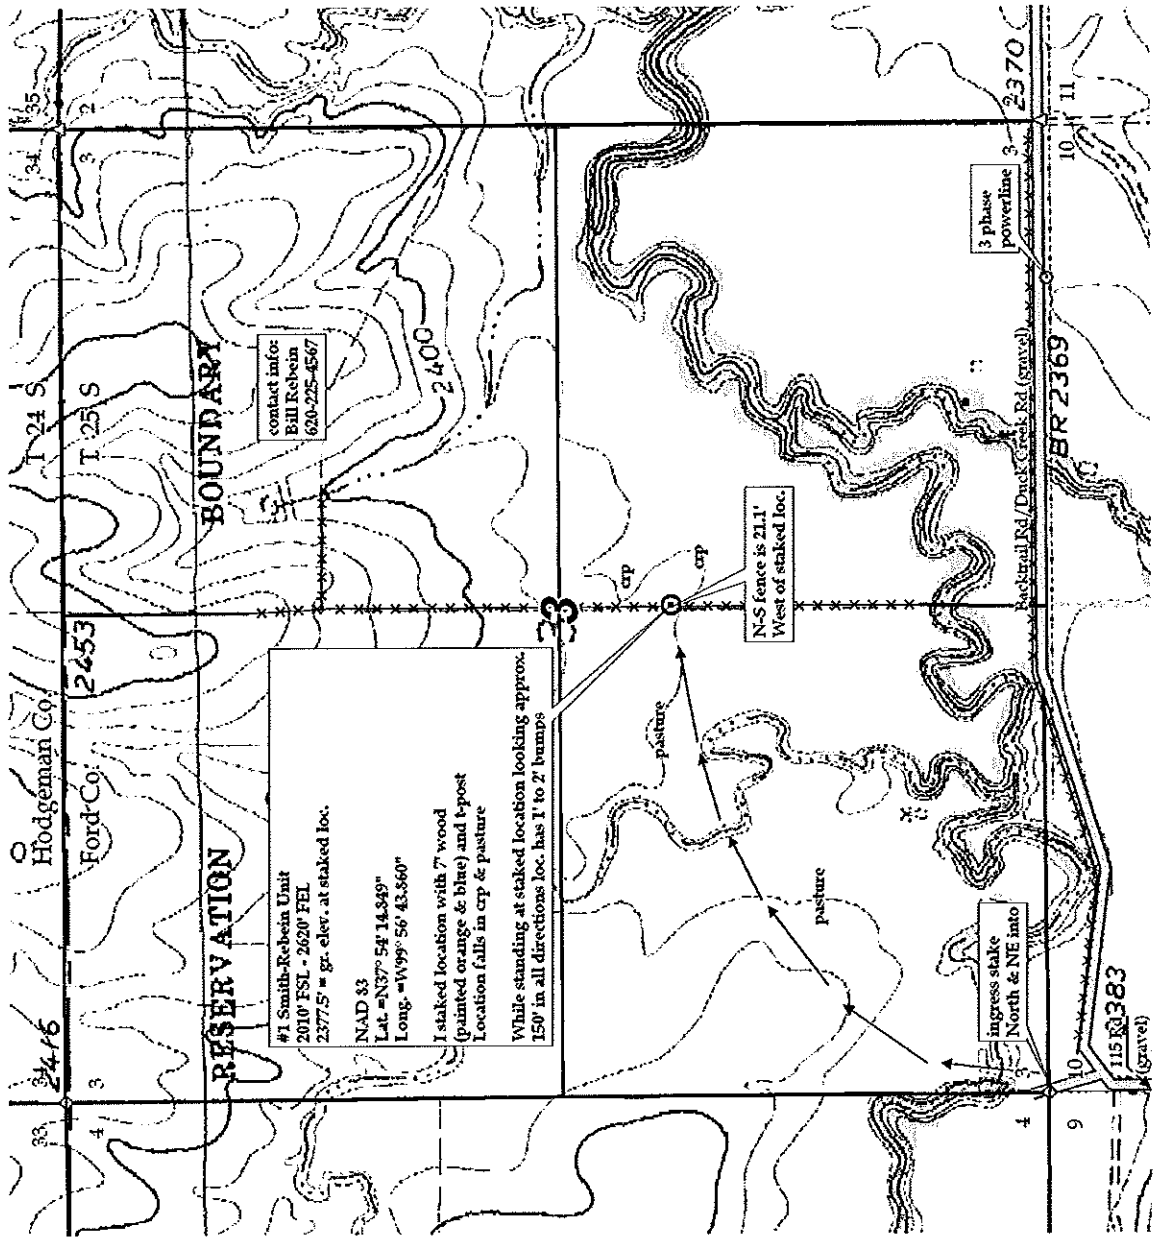 Hodgeman Co.
Ford Co.
T 24 S
T 25 S
33
34
34
35
4
3
3
2
2416
2453
RESERVATION
BOUNDARY
contact info:
Bill Rebein
620-225-4567
2400
#1 Smith-Rebein Unit
2010' FSL - 2620' FEL
2377.5' = gr. elev. at staked loc.
NAD 83
Lat. =N37° 54' 14.849"
Long. =W99° 56' 43.860"
I staked location with 7' wood
(painted orange & blue) and t-post
Location falls in crp & pasture
While standing at staked location looking approx.
150' in all directions loc. has 1' to 2' bumps
3
crp
crp
N-S fence is 21.1'
West of staked loc.
pasture
pasture
ingress stake
North & NE into
3 phase
powerline
Racktrail Rd/Duck Creek Rd (gravel)
BR 2369
2370
4
3
9
10
3
10
11
115 Rd
(gravel)
2383